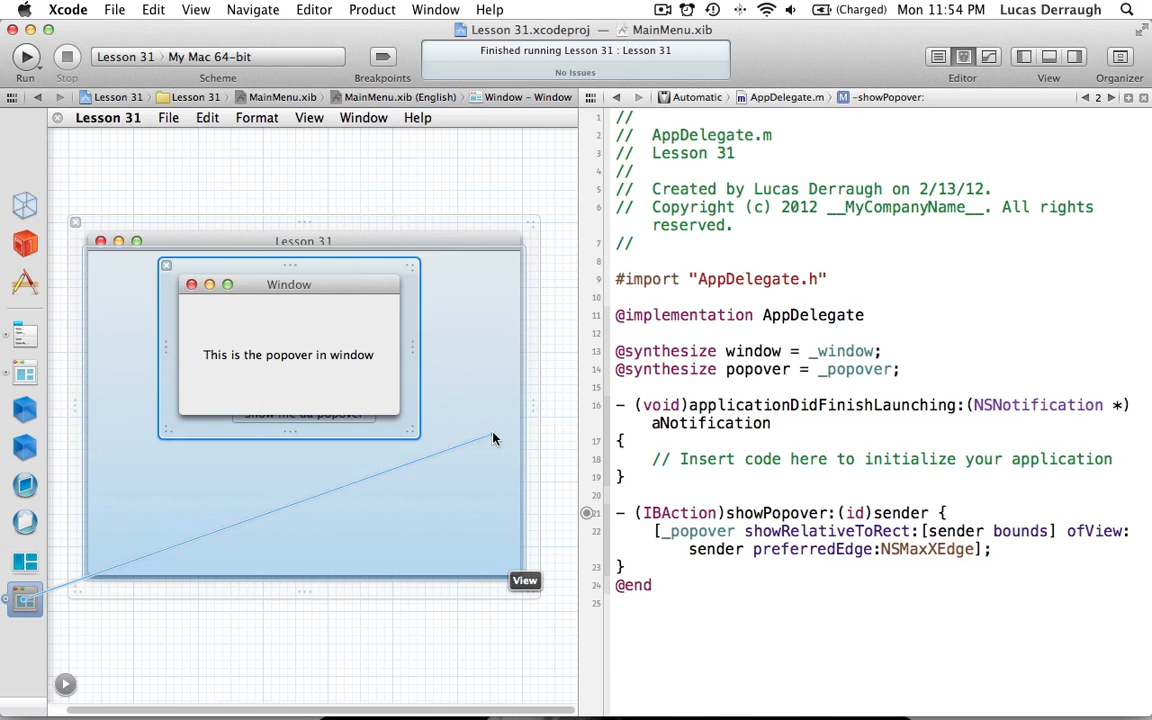 Xcode File Edit View Navigate Editor Product Window Help (Charged) Mon 11:54 PM Lucas Derraugh
Lesson 31.xcodeproj — MainMenu.xib
Lesson 31 〉 My Mac 64-bit
Finished running Lesson 31 : Lesson 31
No Issues
Run Stop Scheme Breakpoints Editor View Organizer
Lesson 31 Lesson 31 MainMenu.xib MainMenu.xib (English) Window – Window
Automatic AppDelegate.m -showPopover: 2
Lesson 31 File Edit Format View Window Help
Lesson 31
Window
This is the popover in window
View
1 //
2 // AppDelegate.m
3 // Lesson 31
4 //
5 // Created by Lucas Derraugh on 2/13/12.
6 // Copyright (c) 2012 __MyCompanyName__. All rights
reserved.
7 //
8
9 #import "AppDelegate.h"
10
11 @implementation AppDelegate
12
13 @synthesize window = _window;
14 @synthesize popover = _popover;
15
16 - (void)applicationDidFinishLaunching:(NSNotification *)
aNotification
17 {
18 // Insert code here to initialize your application
19 }
20
21 - (IBAction)showPopover:(id)sender {
22 [_popover showRelativeToRect:[sender bounds] ofView:
sender preferredEdge:NSMaxXEdge];
23 }
24 @end
25